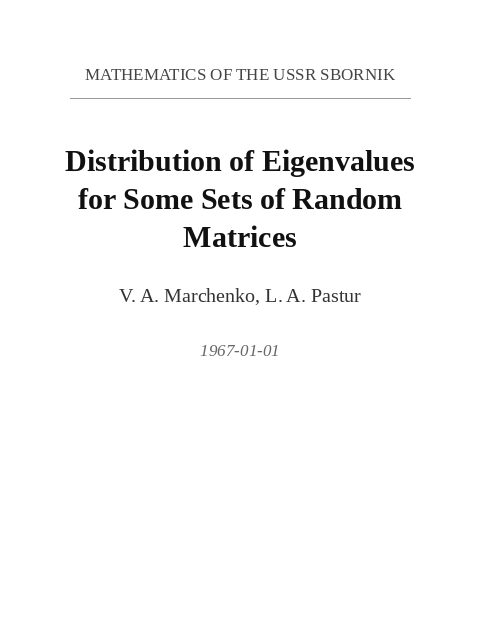 MATHEMATICS OF THE USSR SBORNIK
Distribution of Eigenvalues
for Some Sets of Random
Matrices
V. A. Marchenko, L. A. Pastur
1967-01-01